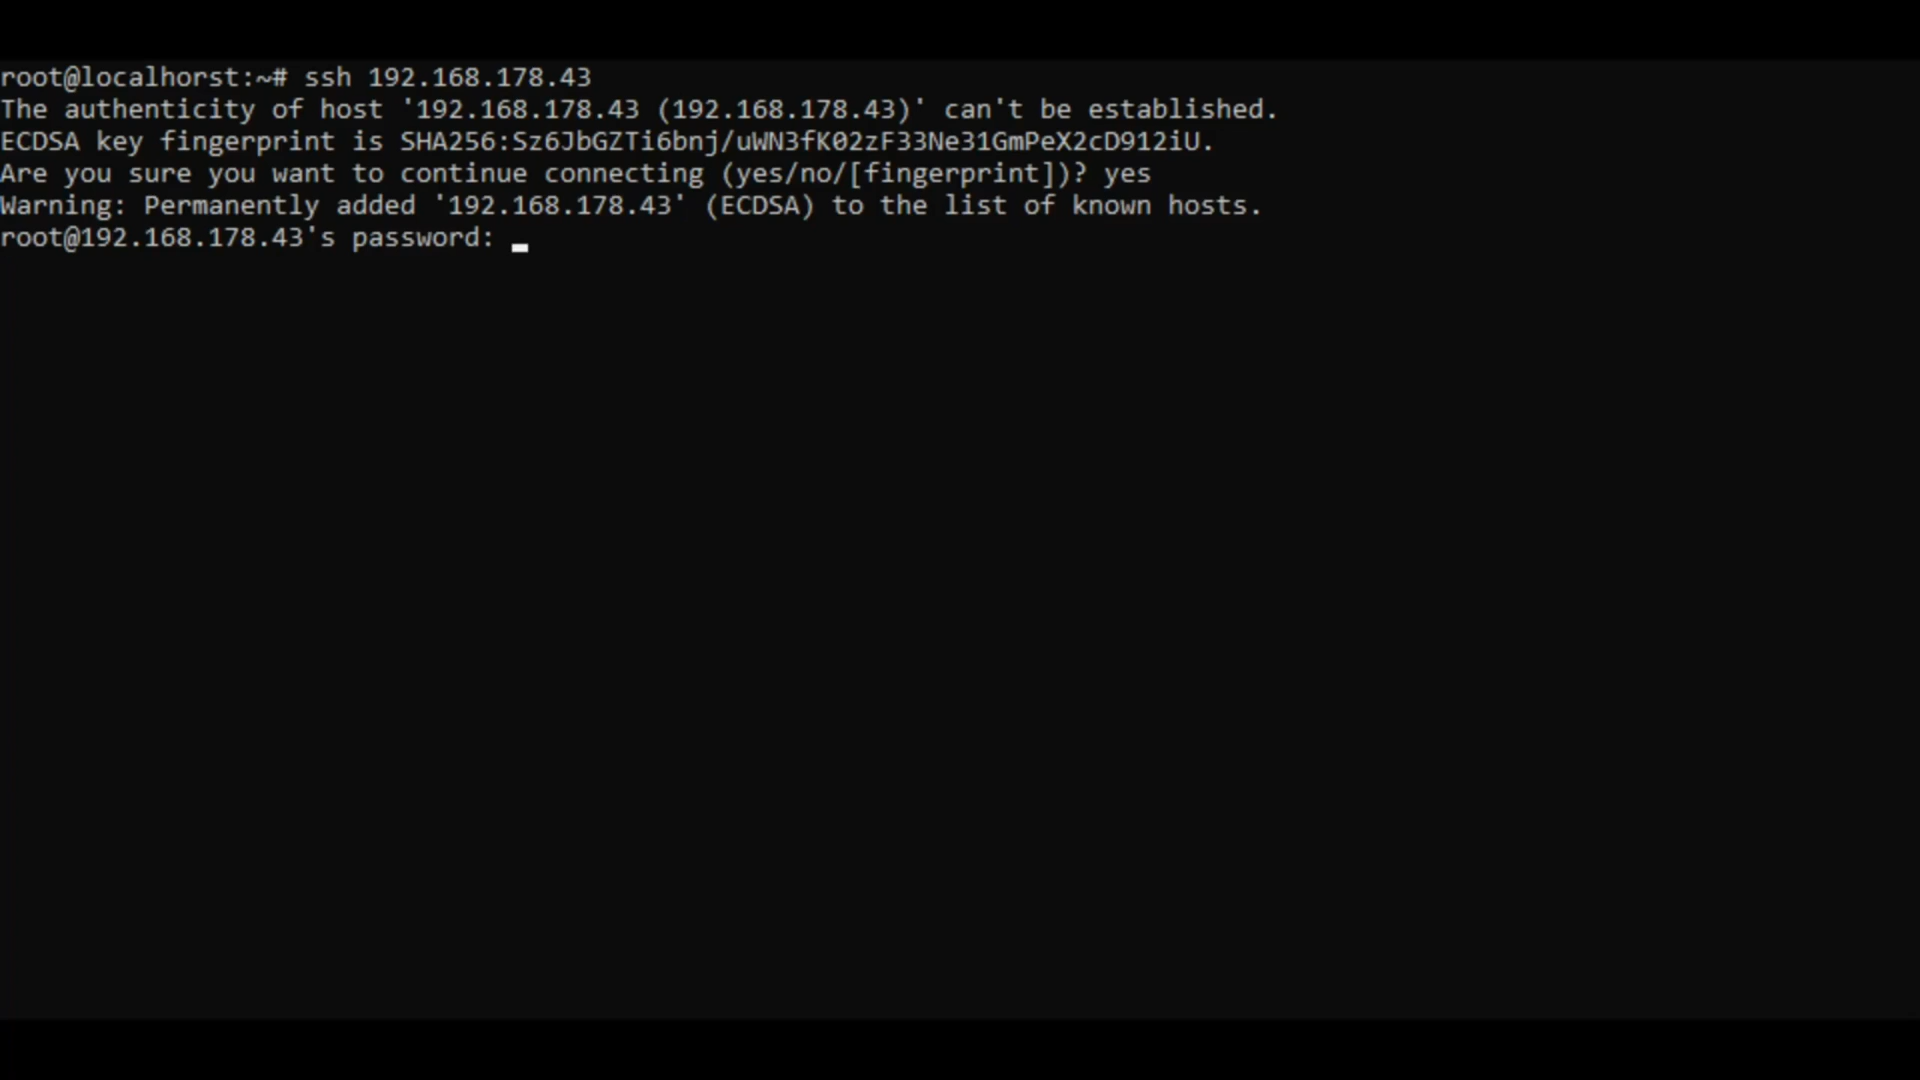 root@localhorst:~# ssh 192.168.178.43
The authenticity of host '192.168.178.43 (192.168.178.43)' can't be established.
ECDSA key fingerprint is SHA256:Sz6JbGZTi6bnj/uWN3fK02zF33Ne31GmPeX2cD912iU.
Are you sure you want to continue connecting (yes/no/[fingerprint])? yes
Warning: Permanently added '192.168.178.43' (ECDSA) to the list of known hosts.
root@192.168.178.43's password: